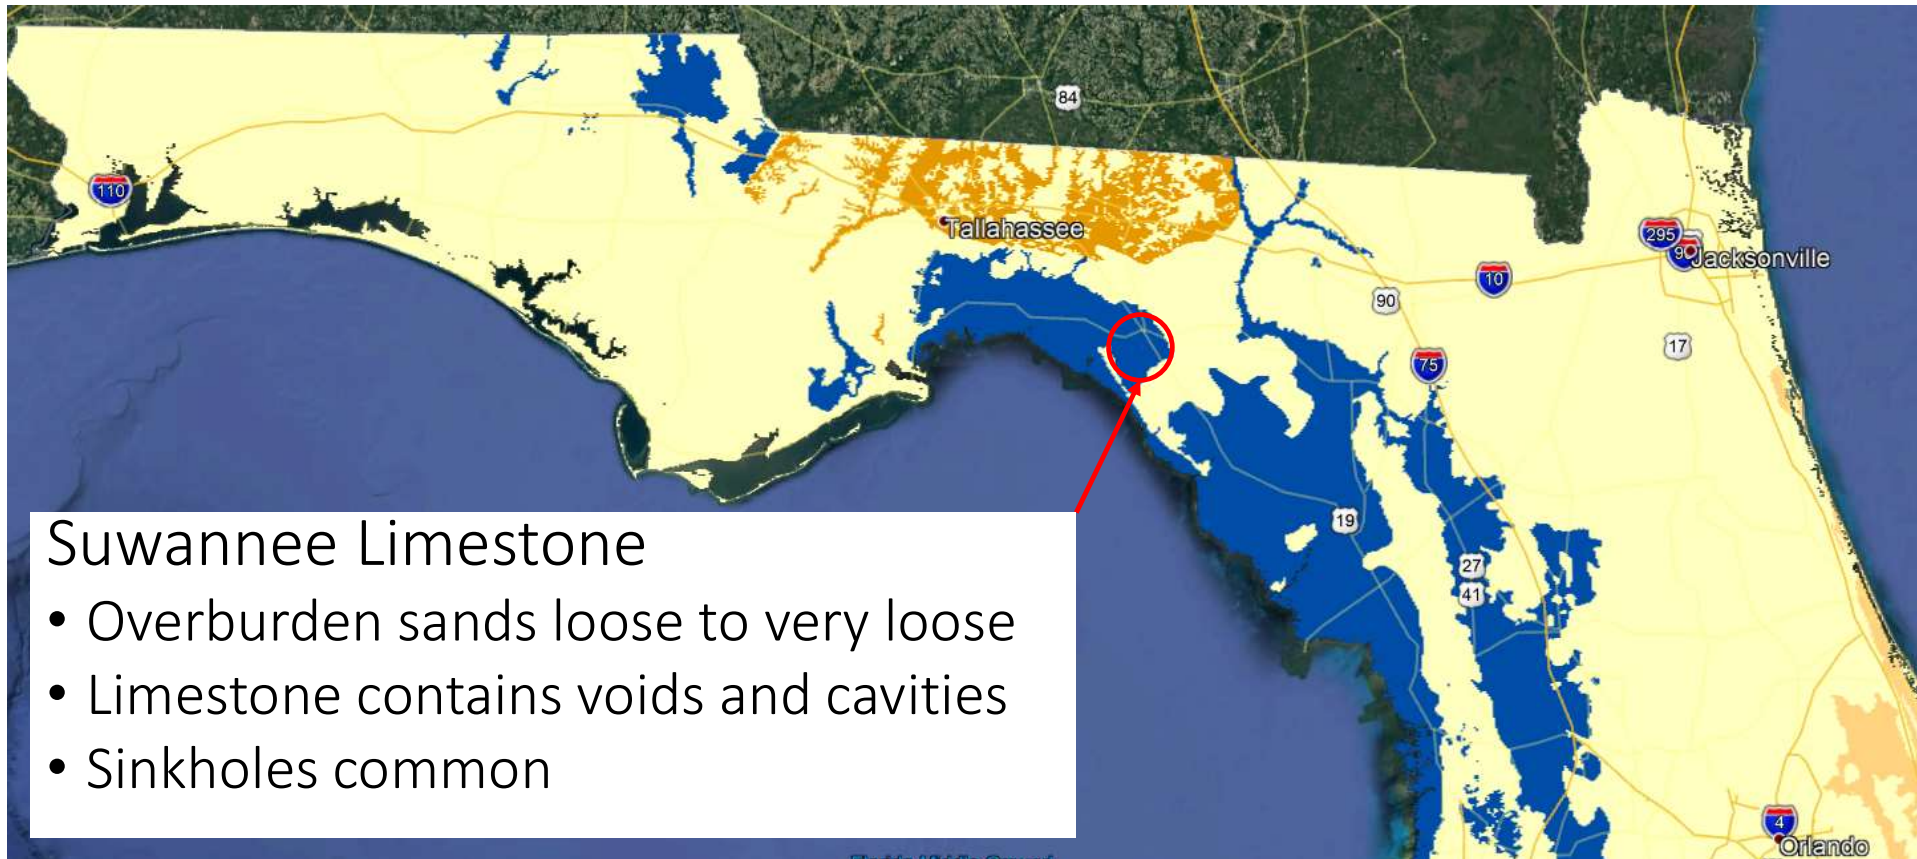 84
110
Tallahassee
295
Jacksonville
10
90
17
75
Suwannee Limestone
• Overburden sands loose to very loose
• Limestone contains voids and cavities
• Sinkholes common
19
27
41
4
Orlando